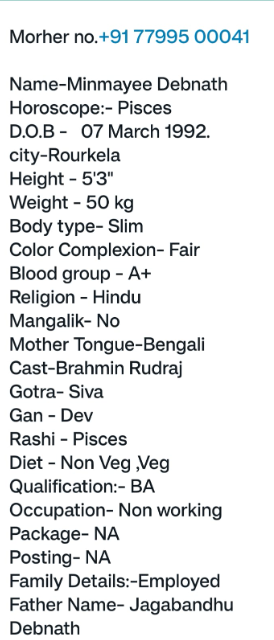 Morher no.+91 77995 00041
Name-Minmayee Debnath
Horoscope:- Pisces
D.O.B -   07 March 1992.
city-Rourkela
Height - 5'3"
Weight - 50 kg
Body type- Slim
Color Complexion- Fair
Blood group - A+
Religion - Hindu
Mangalik- No
Mother Tongue-Bengali
Cast-Brahmin Rudraj
Gotra- Siva
Gan - Dev
Rashi - Pisces
Diet - Non Veg ,Veg
Qualification:- BA
Occupation- Non working
Package- NA
Posting- NA
Family Details:-Employed
Father Name- Jagabandhu
Debnath